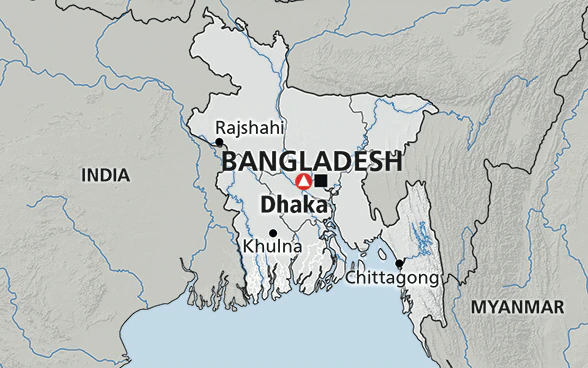 Rajshahi
BANGLADESH
INDIA
Dhaka
Khulna
Chittagong
MYANMAR